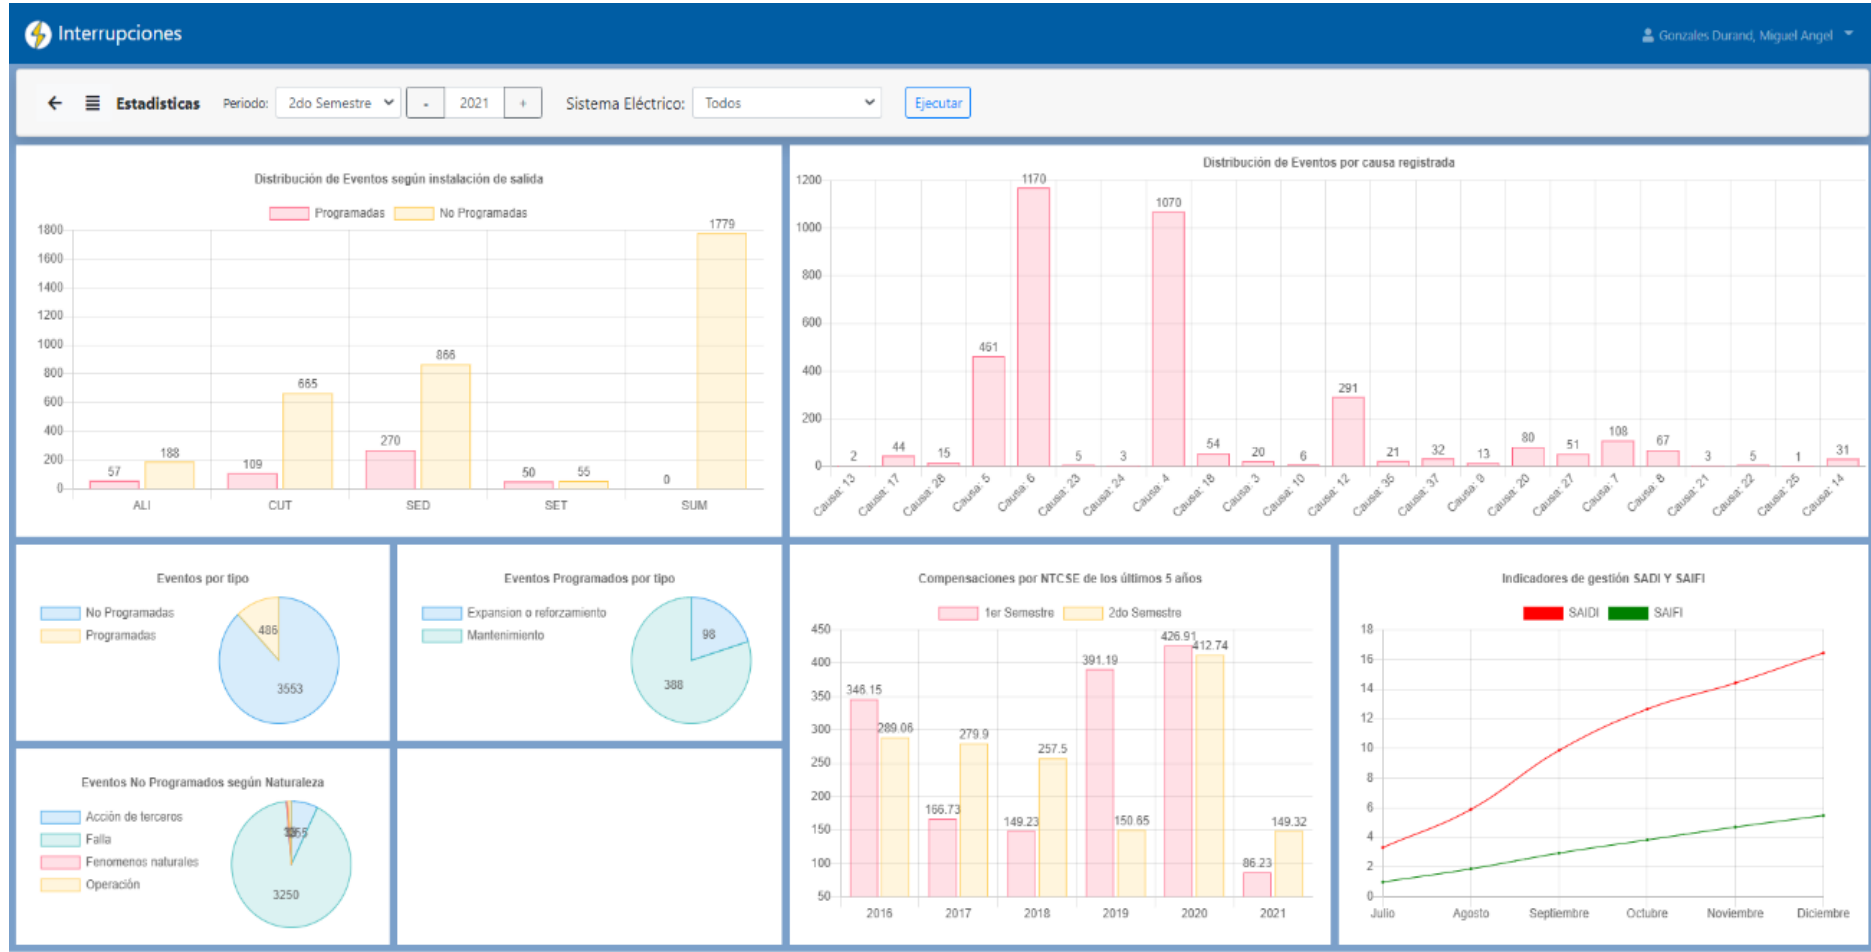 Interrupciones
Gonzales Durand, Miguel Angel
Estadisticas Periodo: 2do Semestre - 2021 + Sistema Eléctrico: Todos Ejecutar
Distribución de Eventos según instalación de salida
Programadas No Programadas
1800
1600
1400
1200
1000
800
600
400
200
0
57 188 109 665 270 866 50 55 0 1779
ALI CUT SED SET SUM
Distribución de Eventos por causa registrada
1200
1000
800
600
400
200
0
2 44 15 461 1170 5 3 1070 54 20 6 291 21 32 13 80 51 108 67 3 5 1 31
Causa: 13 Causa: 17 Causa: 28 Causa: 5 Causa: 6 Causa: 23 Causa: 24 Causa: 4 Causa: 18 Causa: 3 Causa: 10 Causa: 12 Causa: 35 Causa: 37 Causa: 9 Causa: 20 Causa: 27 Causa: 7 Causa: 8 Causa: 21 Causa: 22 Causa: 25 Causa: 14
Eventos por tipo
No Programadas
Programadas
486
3553
Eventos Programados por tipo
Expansion o reforzamiento
Mantenimiento
98
388
Eventos No Programados según Naturaleza
Acción de terceros
Falla
Fenomenos naturales
Operación
3250
Compensaciones por NTCSE de los últimos 5 años
1er Semestre 2do Semestre
450
400
350
300
250
200
150
100
50
346.15 289.06 166.73 279.9 149.23 257.5 391.19 150.65 426.91 412.74 86.23 149.32
2016 2017 2018 2019 2020 2021
Indicadores de gestión SADI Y SAIFI
SAIDI SAIFI
18
16
14
12
10
8
6
4
2
0
Julio Agosto Septiembre Octubre Noviembre Diciembre